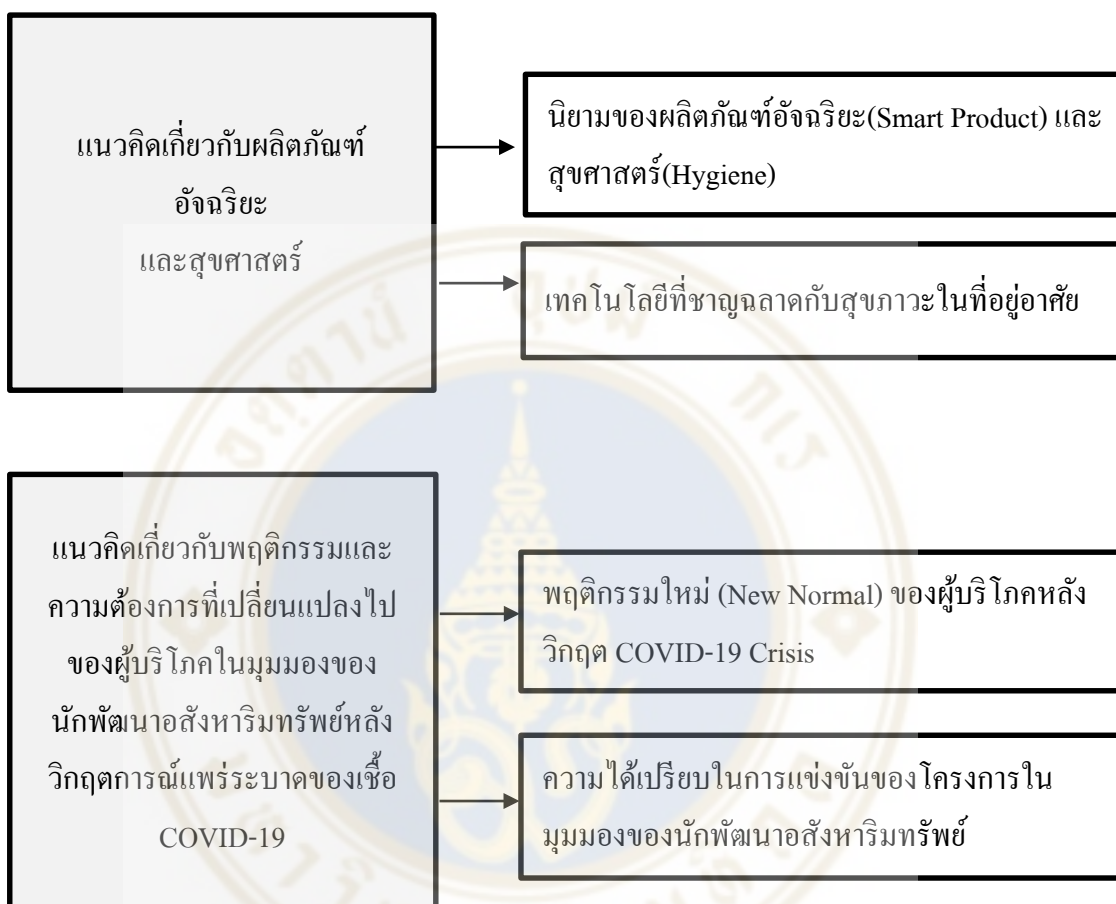 แนวคิดเกี่ยวกับผลิตภัณฑ์
อัจฉริยะ
และสุขศาสตร์
นิยามของผลิตภัณฑ์อัจฉริยะ(Smart Product) และ
สุขศาสตร์(Hygiene)
เทคโนโลยีที่ชาญฉลาดกับสุขภาวะในที่อยู่อาศัย
แนวคิดเกี่ยวกับพฤติกรรมและ
ความต้องการที่เปลี่ยนแปลงไป
ของผู้บริโภคในมุมมองของ
นักพัฒนาอสังหาริมทรัพย์หลัง
วิกฤตการณ์แพร่ระบาดของเชื้อ
COVID-19
พฤติกรรมใหม่ (New Normal) ของผู้บริโภคหลัง
วิกฤต COVID-19 Crisis
ความได้เปรียบในการแข่งขันของโครงการใน
มุมมองของนักพัฒนาอสังหาริมทรัพย์